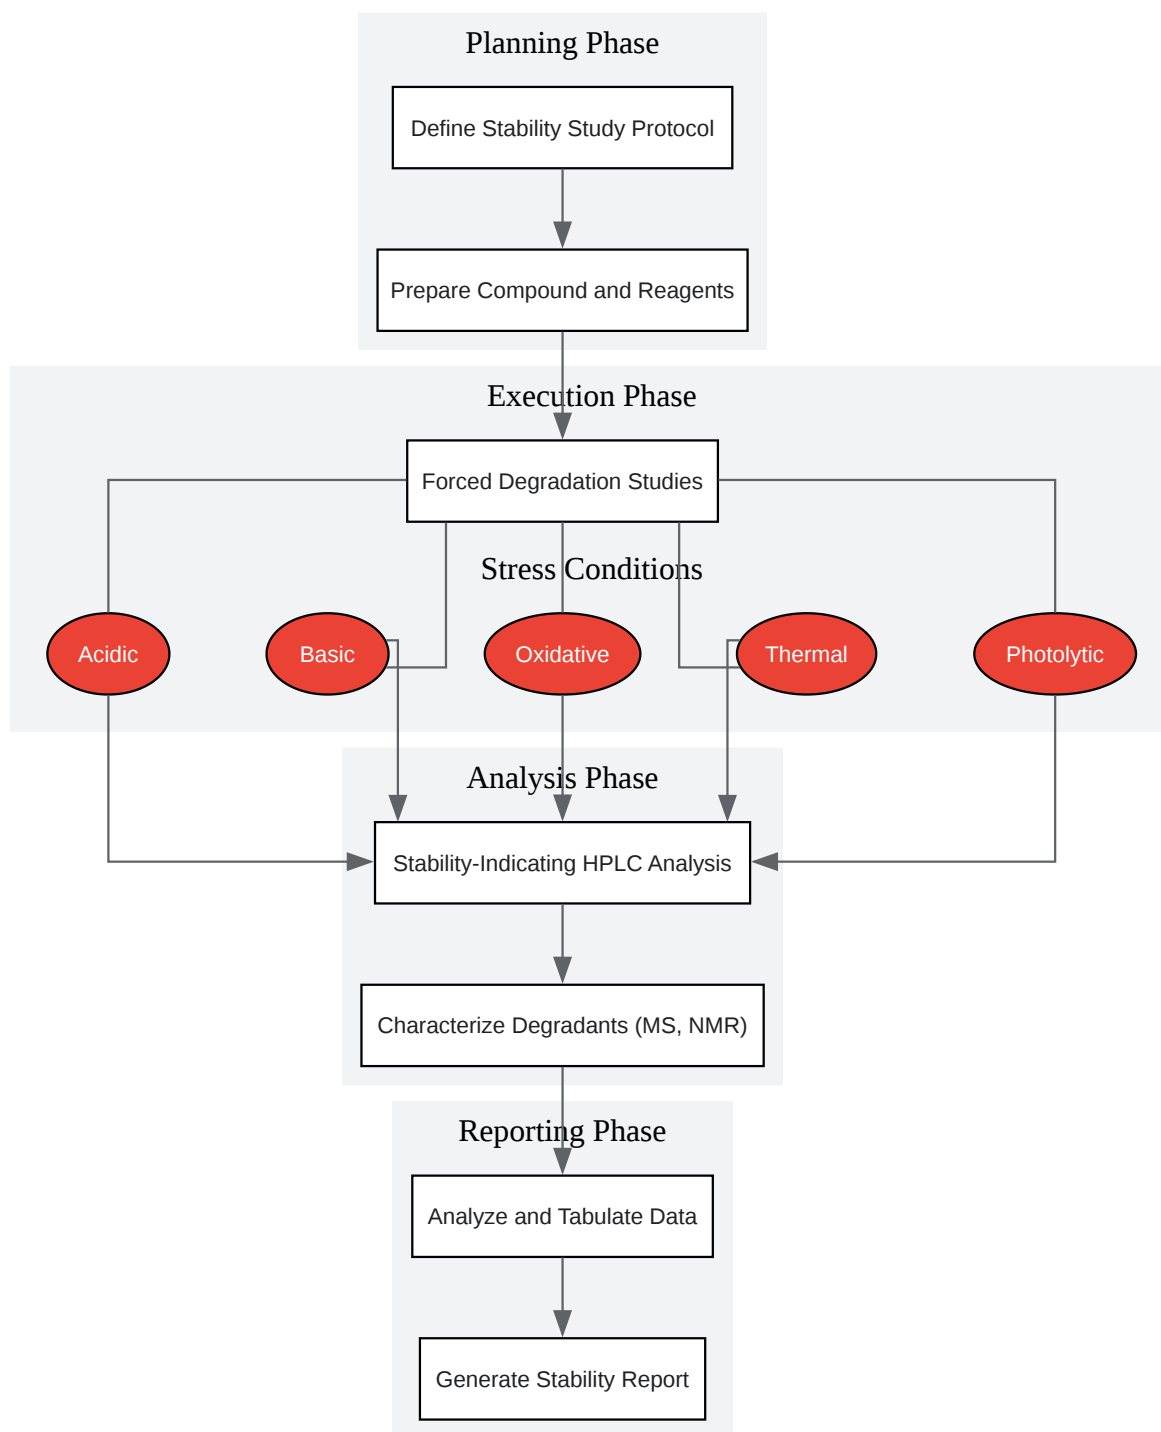 Planning Phase
Define Stability Study Protocol
Prepare Compound and Reagents
Execution Phase
Forced Degradation Studies
Stress Conditions
Acidic
Basic
Oxidative
Thermal
Photolytic
Analysis Phase
Stability-Indicating HPLC Analysis
Characterize Degradants (MS, NMR)
Reporting Phase
Analyze and Tabulate Data
Generate Stability Report